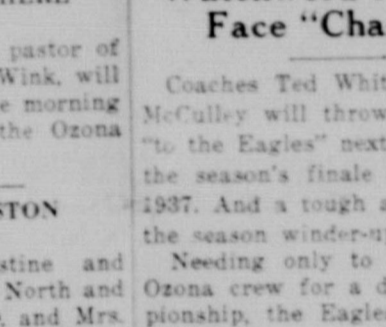 pastor of
Wink, will
e morning
the Ozona
STON
stine and
North and
and Mrs.
Face "Cha
Coaches Ted Whit
McCulley will throw
"to the Eagles" next
the season's finale
1937. And a tough
the season winder-u
Needing only to
Ozona crew for a d
pionship, the Eagle